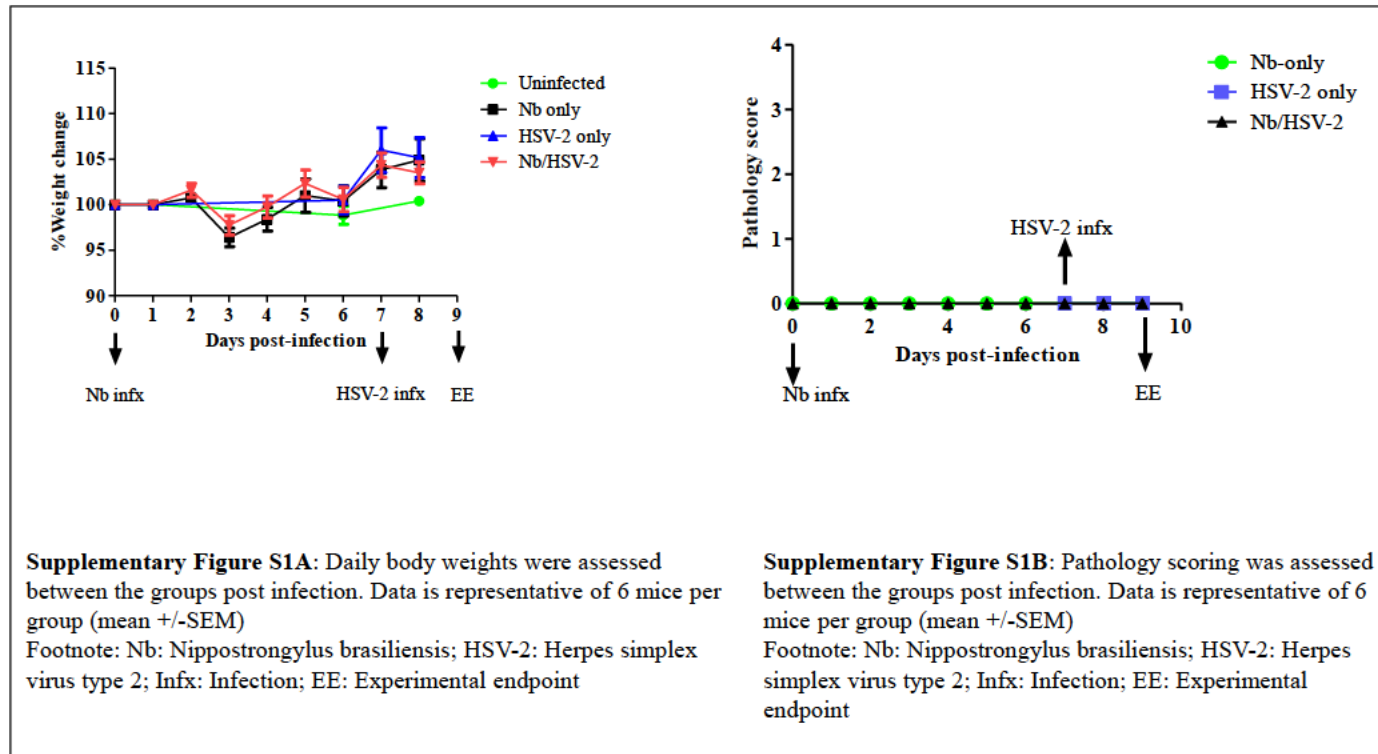 115
110
105
100
95
90
%Weight change
0 1 2 3 4 5 6 7 8 9
Days post-infection
Nb infx HSV-2 infx EE
Uninfected
Nb only
HSV-2 only
Nb/HSV-2
4
3
2
1
0
Pathology score
HSV-2 infx
0 2 4 6 8 10
Days post-infection
Nb infx EE
Nb-only
HSV-2 only
Nb/HSV-2
Supplementary Figure S1A: Daily body weights were assessed
between the groups post infection. Data is representative of 6 mice per
group (mean +/-SEM)
Footnote: Nb: Nippostrongylus brasiliensis; HSV-2: Herpes simplex
virus type 2; Infx: Infection; EE: Experimental endpoint
Supplementary Figure S1B: Pathology scoring was assessed
between the groups post infection. Data is representative of 6
mice per group (mean +/-SEM)
Footnote: Nb: Nippostrongylus brasiliensis; HSV-2: Herpes
simplex virus type 2; Infx: Infection; EE: Experimental
endpoint